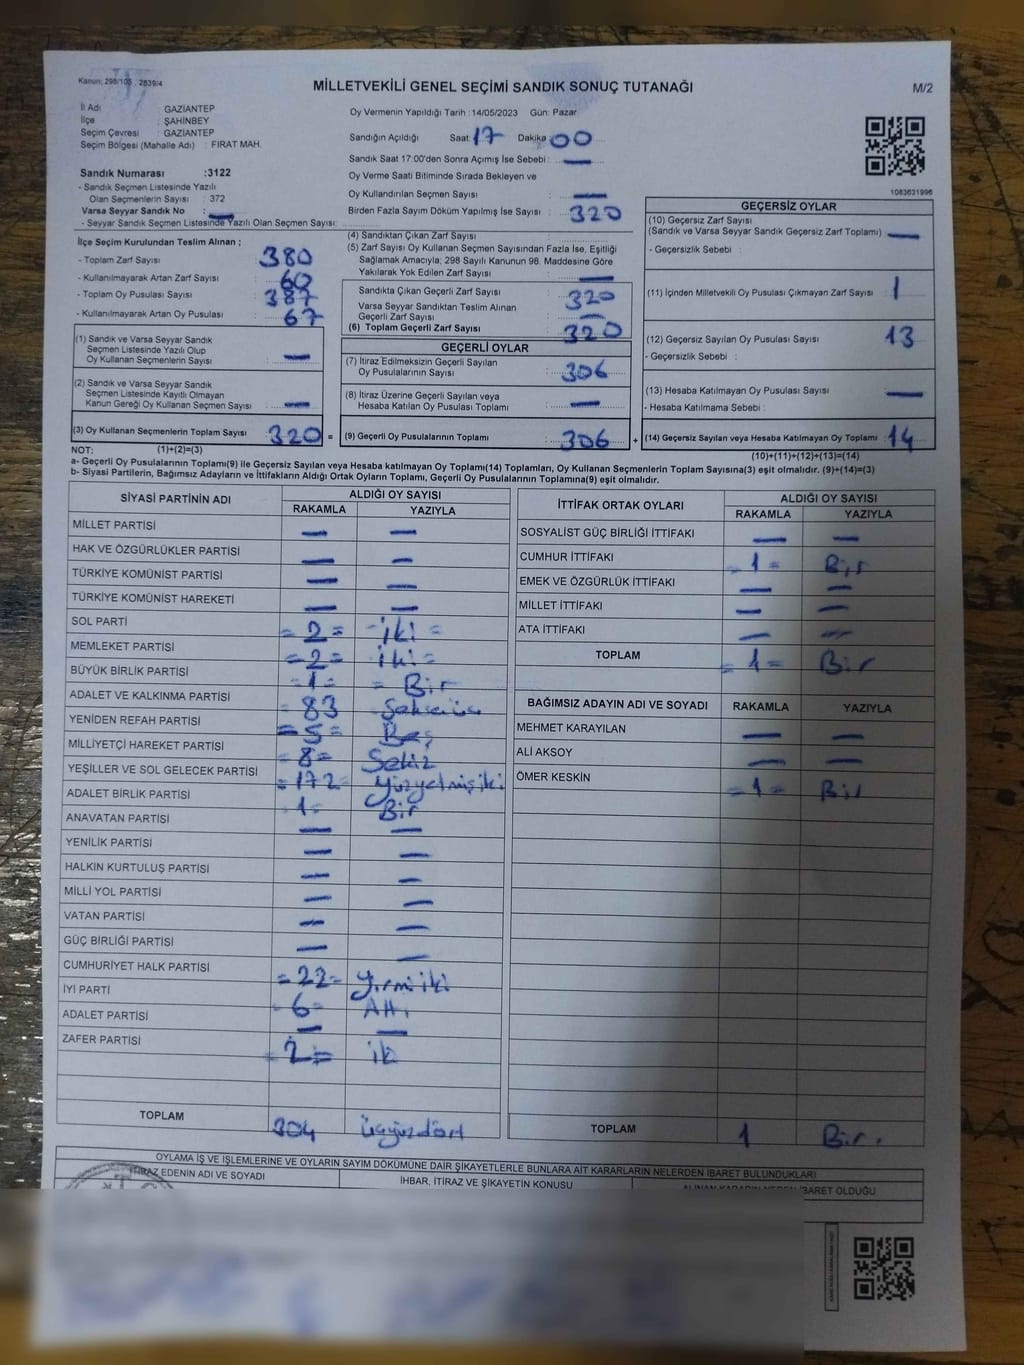 Kanun: 298/105, 2839/4
MİLLETVEKİLİ GENEL SEÇİMİ SANDIK SONUÇ TUTANAĞI
M/2
İl Adı : GAZİANTEP
İlçe : ŞAHİNBEY
Seçim Çevresi : GAZİANTEP
Seçim Bölgesi (Mahalle Adı) : FIRAT MAH.
Oy Vermenin Yapıldığı Tarih :14/05/2023 Gün: Pazar
Sandığın Açıldığı Saat: 17 Dakika 00
Sandık Saat 17:00'den Sonra Açımış İse Sebebi : —
Oy Verme Saati Bitiminde Sırada Bekleyen ve
Oy Kullandırılan Seçmen Sayısı : —
Birden Fazla Sayım Döküm Yapılmış İse Sayısı : 320
1083631996
Sandık Numarası :3122
- Sandık Seçmen Listesinde Yazılı
Olan Seçmenlerin Sayısı : 372
Varsa Seyyar Sandık No : —
- Seyyar Sandık Seçmen Listesinde Yazılı Olan Seçmen Sayısı:
İlçe Seçim Kurulundan Teslim Alınan ;
- Toplam Zarf Sayısı : 380
- Kullanılmayarak Artan Zarf Sayısı : 60
- Toplam Oy Pusulası Sayısı : 387
- Kullanılmayarak Artan Oy Pusulası : 67
(1) Sandık ve Varsa Seyyar Sandık
Seçmen Listesinde Yazılı Olup
Oy Kullanan Seçmenlerin Sayısı : —
(2) Sandık ve Varsa Seyyar Sandık
Seçmen Listesinde Kayıtlı Olmayan
Kanun Gereği Oy Kullanan Seçmen Sayısı : —
(3) Oy Kullanan Seçmenlerin Toplam Sayısı : 320 =
(4) Sandıktan Çıkan Zarf Sayısı :
(5) Zarf Sayısı Oy Kullanan Seçmen Sayısından Fazla İse, Eşitliği
Sağlamak Amacıyla; 298 Sayılı Kanunun 98. Maddesine Göre
Yakılarak Yok Edilen Zarf Sayısı : —
Sandıkta Çıkan Geçerli Zarf Sayısı : 320
Varsa Seyyar Sandıktan Teslim Alınan
Geçerli Zarf Sayısı : —
(6) Toplam Geçerli Zarf Sayısı : 320
GEÇERLİ OYLAR
(7) İtiraz Edilmeksizin Geçerli Sayılan
Oy Pusulalarının Sayısı : 306
(8) İtiraz Üzerine Geçerli Sayılan veya
Hesaba Katılan Oy Pusulası Toplamı : —
(9) Geçerli Oy Pusulalarının Toplamı : 306 +
GEÇERSİZ OYLAR
(10) Geçersiz Zarf Sayısı
(Sandık ve Varsa Seyyar Sandık Geçersiz Zarf Toplamı) : —
- Geçersizlik Sebebi :
(11) İçinden Milletvekili Oy Pusulası Çıkmayan Zarf Sayısı : 1
(12) Geçersiz Sayılan Oy Pusulası Sayısı : 13
- Geçersizlik Sebebi :
(13) Hesaba Katılmayan Oy Pusulası Sayısı : —
- Hesaba Katılmama Sebebi :
(14) Geçersiz Sayılan veya Hesaba Katılmayan Oy Toplamı : 14
NOT: (1)+(2)=(3)
(10)+(11)+(12)+(13)=(14)
a- Geçerli Oy Pusulalarının Toplamı(9) ile Geçersiz Sayılan veya Hesaba katılmayan Oy Toplamı(14) Toplamları, Oy Kullanan Seçmenlerin Toplam Sayısına(3) eşit olmalıdır. (9)+(14)=(3)
b- Siyasi Partilerin, Bağımsız Adayların ve İttifakların Aldığı Ortak Oyların Toplamı, Geçerli Oy Pusulalarının Toplamına(9) eşit olmalıdır.
SİYASİ PARTİNİN ADI ALDIĞI OY SAYISI
RAKAMLA YAZIYLA
MİLLET PARTİSİ — —
HAK VE ÖZGÜRLÜKLER PARTİSİ — —
TÜRKİYE KOMÜNİST PARTİSİ — —
TÜRKİYE KOMÜNİST HAREKETİ — —
SOL PARTİ = 2 = - iki =
MEMLEKET PARTİSİ = 2 = iki =
BÜYÜK BİRLİK PARTİSİ - 1 = = Bir
ADALET VE KALKINMA PARTİSİ - 83
YENİDEN REFAH PARTİSİ = 5 = Beş
MİLLİYETÇİ HAREKET PARTİSİ - 8 - Sekiz
YEŞİLLER VE SOL GELECEK PARTİSİ - 172 - Yüzyetmişiki
ADALET BİRLİK PARTİSİ - 1 - Bir
ANAVATAN PARTİSİ — —
YENİLİK PARTİSİ — —
HALKIN KURTULUŞ PARTİSİ — —
MİLLİ YOL PARTİSİ — —
VATAN PARTİSİ — —
GÜÇ BİRLİĞİ PARTİSİ — —
CUMHURİYET HALK PARTİSİ = 22 = Yirmiiki
İYİ PARTİ - 6 - Altı
ADALET PARTİSİ — —
ZAFER PARTİSİ - 2 = iki
TOPLAM 304 üçyüzdört
İTTİFAK ORTAK OYLARI ALDIĞI OY SAYISI
RAKAMLA YAZIYLA
SOSYALİST GÜÇ BİRLİĞİ İTTİFAKI — —
CUMHUR İTTİFAKI - 1 = Bir
EMEK VE ÖZGÜRLÜK İTTİFAKI — —
MİLLET İTTİFAKI — —
ATA İTTİFAKI — —
TOPLAM = 1 = Bir
BAĞIMSIZ ADAYIN ADI VE SOYADI RAKAMLA YAZIYLA
MEHMET KARAYILAN — —
ALİ AKSOY — —
ÖMER KESKİN = 1 = Bir
TOPLAM 1 Bir.
OYLAMA İŞ VE İŞLEMLERİNE VE OYLARIN SAYIM DÖKÜMÜNE DAİR ŞİKAYETLERLE BUNLARA AİT KARARLARIN NELERDEN İBARET BULUNDUKLARI
İTİRAZ EDENİN ADI VE SOYADI İHBAR, İTİRAZ VE ŞİKAYETİN KONUSU ALINAN KARARIN NEDEN İBARET OLDUĞU